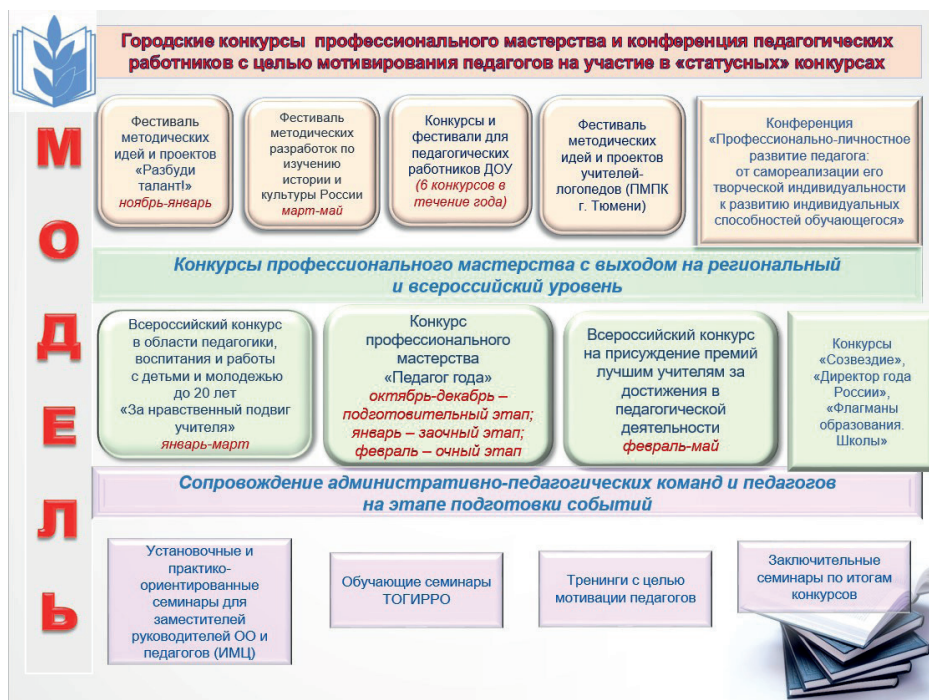 Городские конкурсы профессионального мастерства и конференция педагогических
работников с целью мотивирования педагогов на участие в «статусных» конкурсах
МОДЕЛЬ
Фестиваль
методических
идей и проектов
«Разбуди
талант!»
ноябрь-январь
Фестиваль
методических
разработок по
изучению
истории и
культуры России
март-май
Конкурсы и
фестивали для
педагогических
работников ДОУ
(6 конкурсов в
течение года)
Фестиваль
методических
идей и проектов
учителей-
логопедов (ПМПК
г. Тюмени)
Конференция
«Профессионально-личностное
развитие педагога:
от самореализации его
творческой индивидуальности
к развитию индивидуальных
способностей обучающегося»
Конкурсы профессионального мастерства с выходом на региональный
и всероссийский уровень
Всероссийский конкурс
в области педагогики,
воспитания и работы
с детьми и молодежью
до 20 лет
«За нравственный подвиг
учителя»
январь-март
Конкурс
профессионального
мастерства
«Педагог года»
октябрь-декабрь –
подготовительный этап;
январь – заочный этап;
февраль – очный этап
Всероссийский конкурс
на присуждение премий
лучшим учителям за
достижения в
педагогической
деятельности
февраль-май
Конкурсы
«Созвездие»,
«Директор года
России»,
«Флагманы
образования.
Школы»
Сопровождение административно-педагогических команд и педагогов
на этапе подготовки событий
Установочные и
практико-
ориентированные
семинары для
заместителей
руководителей ОО и
педагогов (ИМЦ)
Обучающие семинары
ТОГИРРО
Тренинги с целью
мотивации педагогов
Заключительные
семинары по итогам
конкурсов